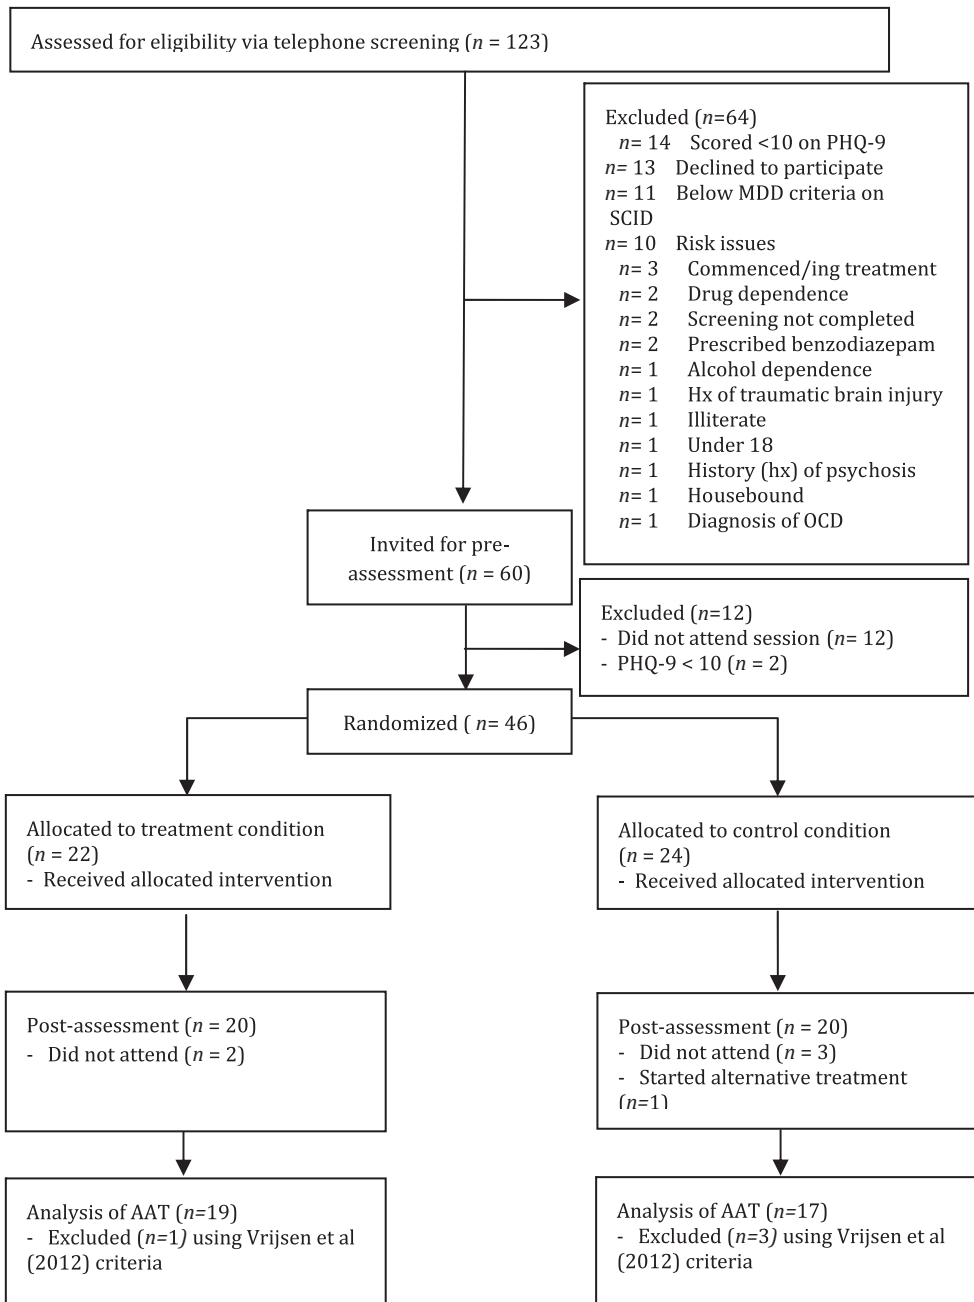 Assessed for eligibility via telephone screening (n = 123)
Excluded (n=64)
n= 14 Scored <10 on PHQ-9
n= 13 Declined to participate
n= 11 Below MDD criteria on
SCID
n= 10 Risk issues
n= 3 Commenced/ing treatment
n= 2 Drug dependence
n= 2 Screening not completed
n= 2 Prescribed benzodiazepam
n= 1 Alcohol dependence
n= 1 Hx of traumatic brain injury
n= 1 Illiterate
n= 1 Under 18
n= 1 History (hx) of psychosis
n= 1 Housebound
n= 1 Diagnosis of OCD
Invited for pre-
assessment (n = 60)
Excluded (n=12)
- Did not attend session (n= 12)
- PHQ-9 < 10 (n = 2)
Randomized ( n= 46)
Allocated to treatment condition
(n = 22)
- Received allocated intervention
Allocated to control condition
(n = 24)
- Received allocated intervention
Post-assessment (n = 20)
- Did not attend (n = 2)
Post-assessment (n = 20)
- Did not attend (n = 3)
- Started alternative treatment
(n=1)
Analysis of AAT (n=19)
- Excluded (n=1) using Vrijsen et al
(2012) criteria
Analysis of AAT (n=17)
- Excluded (n=3) using Vrijsen et al
(2012) criteria